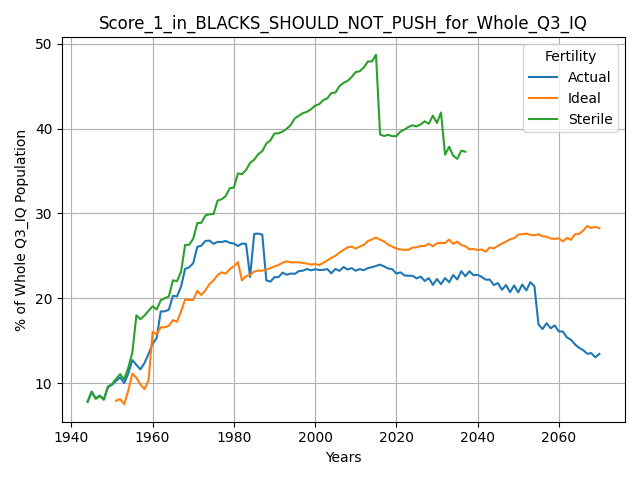 Score_1_in_BLACKS_SHOULD_NOT_PUSH_for_Whole_Q3_IQ
% of Whole Q3_IQ Population
50
40
30
20
10
Fertility
Actual
Ideal
Sterile
1940
1960
1980
2000
2020
2040
2060
Years